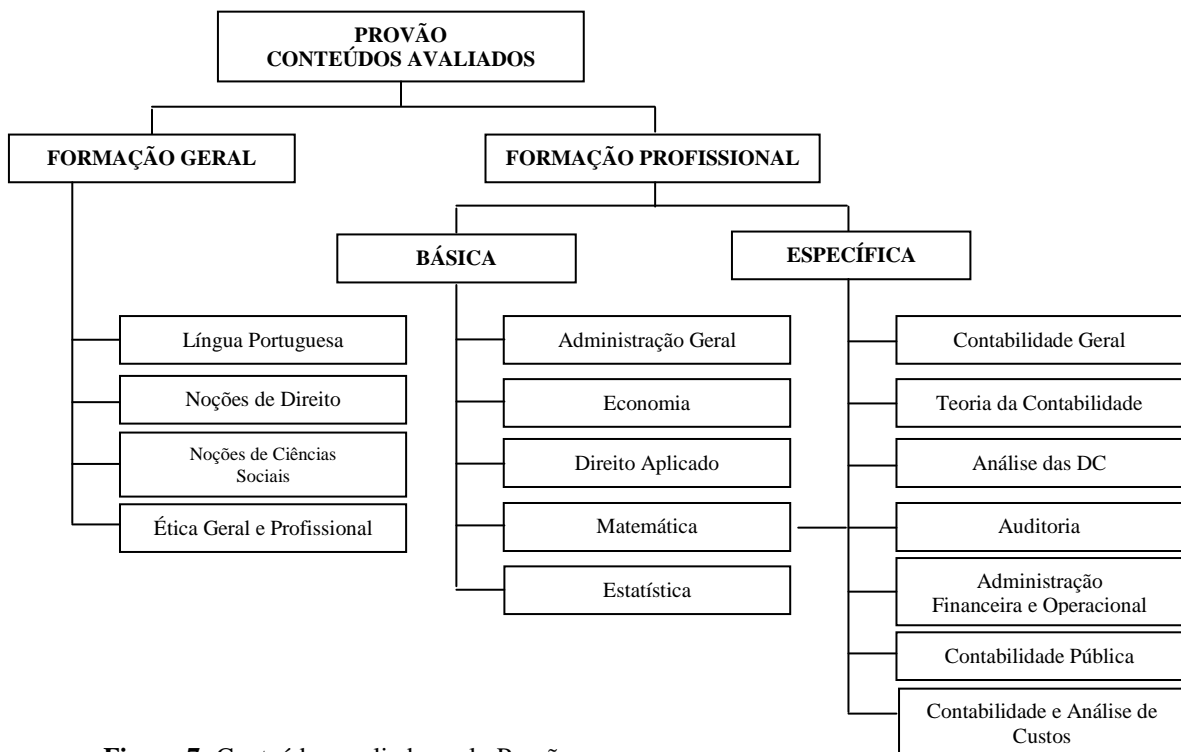 PROVÃO
CONTEÚDOS AVALIADOS
FORMAÇÃO GERAL
FORMAÇÃO PROFISSIONAL
BÁSICA
ESPECÍFICA
Língua Portuguesa
Noções de Direito
Noções de Ciências
Sociais
Ética Geral e Profissional
Administração Geral
Economia
Direito Aplicado
Matemática
Estatística
Contabilidade Geral
Teoria da Contabilidade
Análise das DC
Auditoria
Administração
Financeira e Operacional
Contabilidade Pública
Contabilidade e Análise de
Custos